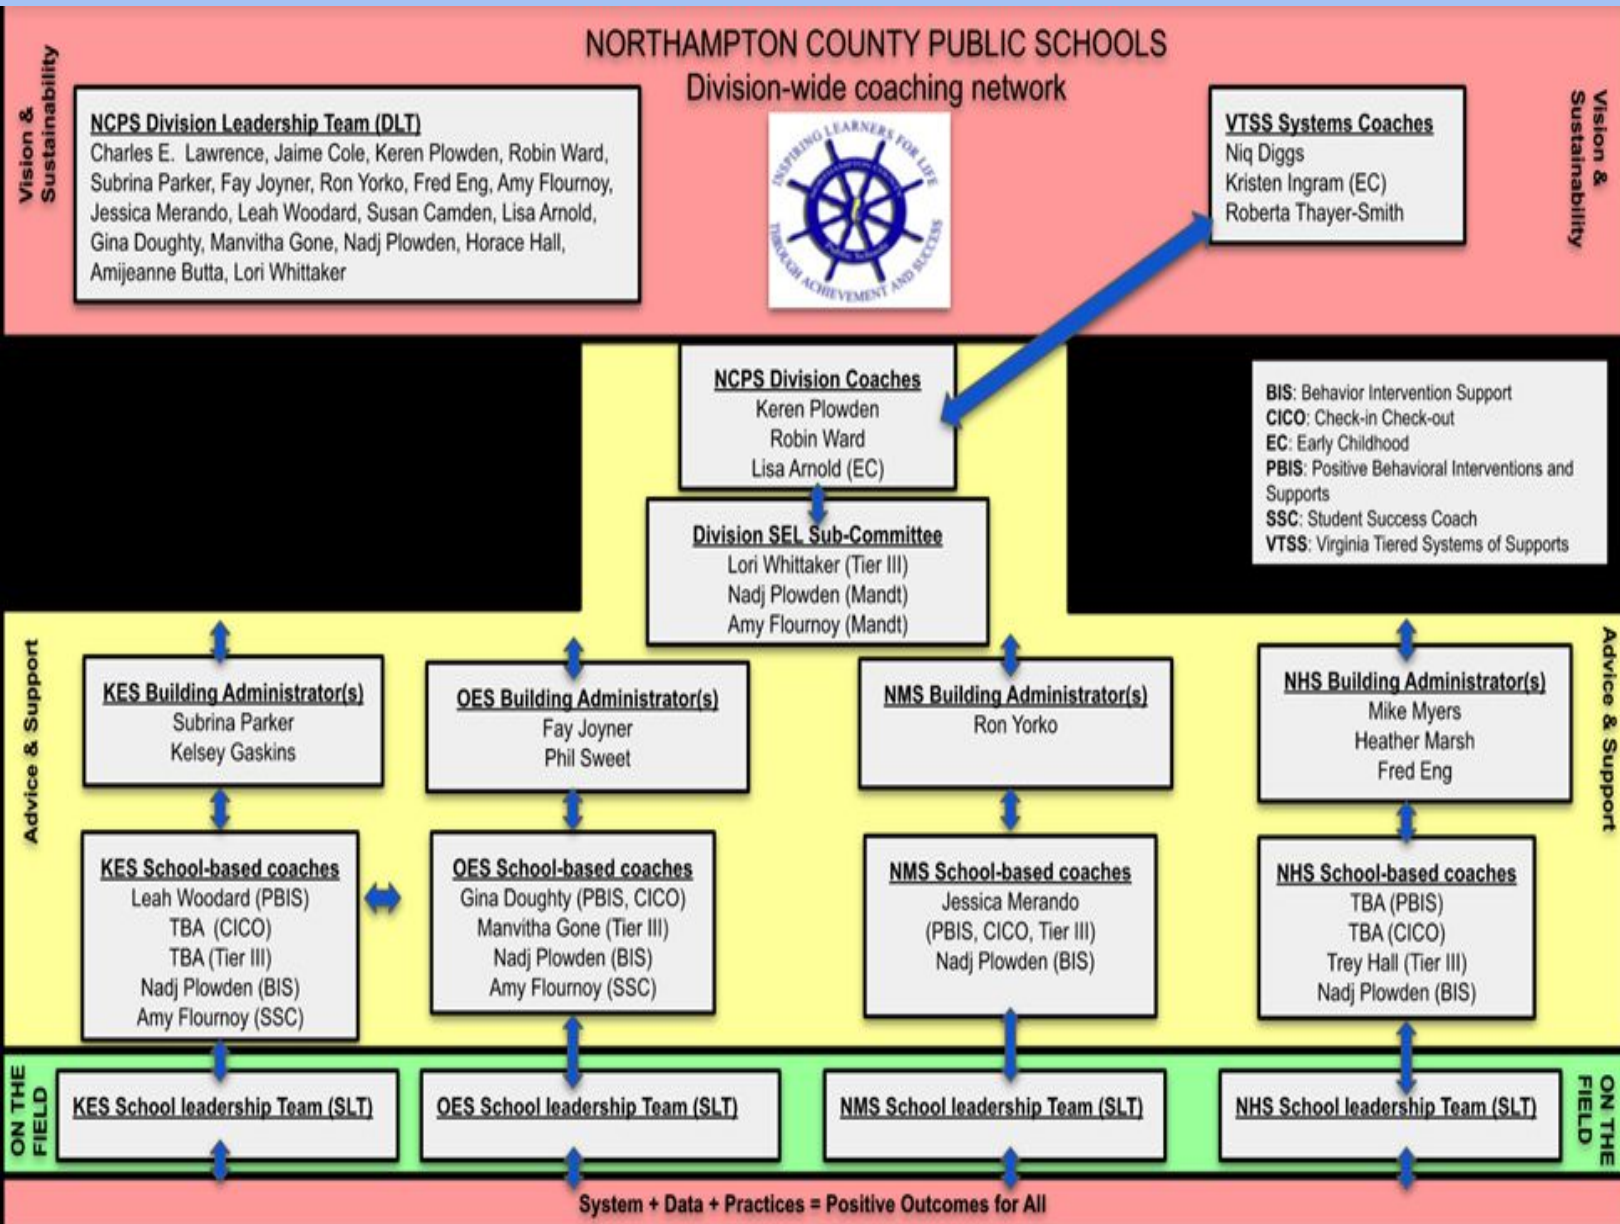 NORTHAMPTON COUNTY PUBLIC SCHOOLS
Division-wide coaching network
Vision &
Sustainability
NCPS Division Leadership Team (DLT)
Charles E. Lawrence, Jaime Cole, Keren Plowden, Robin Ward,
Subrina Parker, Fay Joyner, Ron Yorko, Fred Eng, Amy Flournoy,
Jessica Merando, Leah Woodard, Susan Camden, Lisa Arnold,
Gina Doughty, Manvitha Gone, Nadj Plowden, Horace Hall,
Amijeanne Butta, Lori Whittaker
INSPIRING LEARNERS FOR LIFE
THROUGH ACHIEVEMENT AND SUCCESS
Public Schools
VTSS Systems Coaches
Niq Diggs
Kristen Ingram (EC)
Roberta Thayer-Smith
Vision &
Sustainability
NCPS Division Coaches
Keren Plowden
Robin Ward
Lisa Arnold (EC)
BIS: Behavior Intervention Support
CICO: Check-in Check-out
EC: Early Childhood
PBIS: Positive Behavioral Interventions and
Supports
SSC: Student Success Coach
VTSS: Virginia Tiered Systems of Supports
Division SEL Sub-Committee
Lori Whittaker (Tier III)
Nadj Plowden (Mandt)
Amy Flournoy (Mandt)
Advice & Support
KES Building Administrator(s)
Subrina Parker
Kelsey Gaskins
OES Building Administrator(s)
Fay Joyner
Phil Sweet
NMS Building Administrator(s)
Ron Yorko
NHS Building Administrator(s)
Mike Myers
Heather Marsh
Fred Eng
Advice & Support
KES School-based coaches
Leah Woodard (PBIS)
TBA (CICO)
TBA (Tier III)
Nadj Plowden (BIS)
Amy Flournoy (SSC)
OES School-based coaches
Gina Doughty (PBIS, CICO)
Manvitha Gone (Tier III)
Nadj Plowden (BIS)
Amy Flournoy (SSC)
NMS School-based coaches
Jessica Merando
(PBIS, CICO, Tier III)
Nadj Plowden (BIS)
NHS School-based coaches
TBA (PBIS)
TBA (CICO)
Trey Hall (Tier III)
Nadj Plowden (BIS)
ON THE
FIELD
KES School leadership Team (SLT)
OES School leadership Team (SLT)
NMS School leadership Team (SLT)
NHS School leadership Team (SLT)
ON THE
FIELD
System + Data + Practices = Positive Outcomes for All